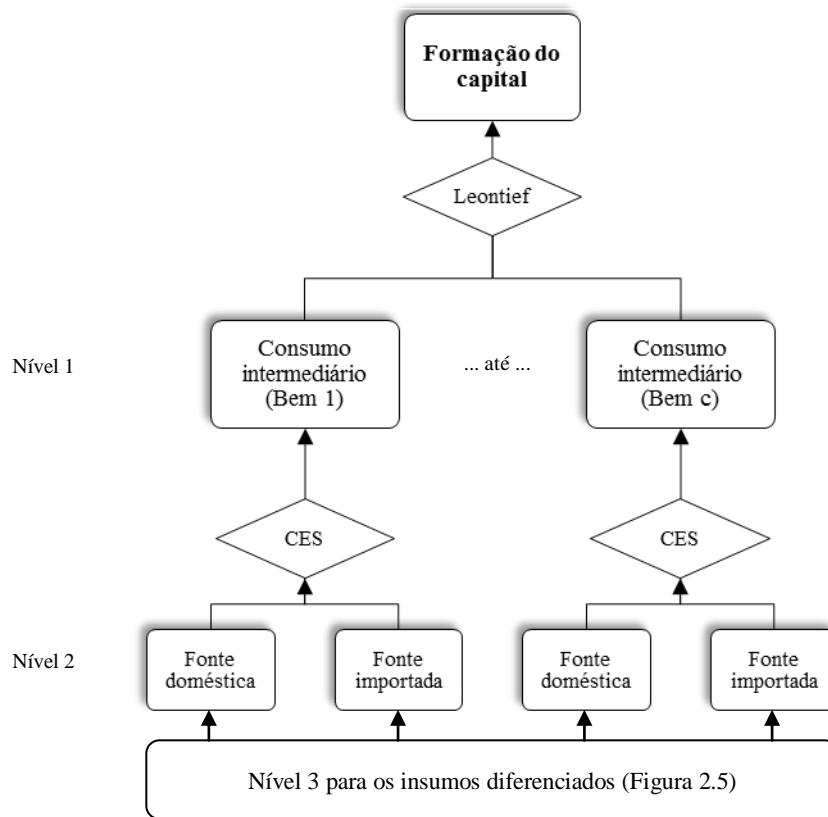 Formação do
capital
Leontief
Nível 1
Consumo
intermediário
(Bem 1)
... até ...
Consumo
intermediário
(Bem c)
CES
CES
Nível 2
Fonte
doméstica
Fonte
importada
Fonte
doméstica
Fonte
importada
Nível 3 para os insumos diferenciados (Figura 2.5)